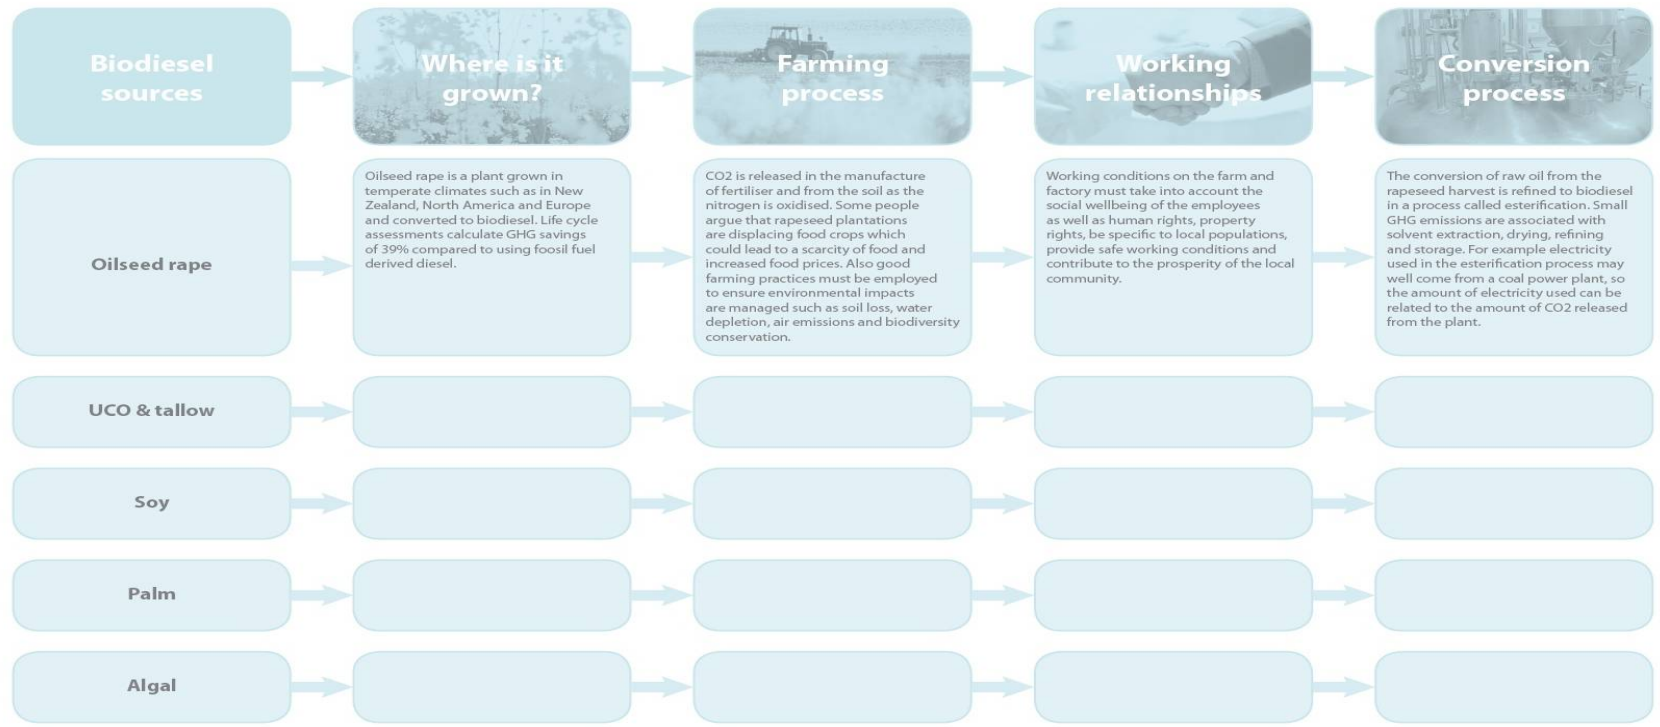 Biodiesel
sources
Where is it
grown?
Farming
process
Working
relationships
Conversion
process
Oilseed rape
Oilseed rape is a plant grown in
temperate climates such as in New
Zealand, North America and Europe
and converted to biodiesel. Life cycle
assessments calculate GHG savings
of 39% compared to using foosil fuel
derived diesel.
CO2 is released in the manufacture
of fertiliser and from the soil as the
nitrogen is oxidised. Some people
argue that rapeseed plantations
are displacing food crops which
could lead to a scarcity of food and
increased food prices. Also good
farming practices must be employed
to ensure environmental impacts
are managed such as soil loss, water
depletion, air emissions and biodiversity
conservation.
Working conditions on the farm and
factory must take into account the
social wellbeing of the employees
as well as human rights, property
rights, be specific to local populations,
provide safe working conditions and
contribute to the prosperity of the local
community.
The conversion of raw oil from the
rapeseed harvest is refined to biodiesel
in a process called esterification. Small
GHG emissions are associated with
solvent extraction, drying, refining
and storage. For example electricity
used in the esterification process may
well come from a coal power plant, so
the amount of electricity used can be
related to the amount of CO2 released
from the plant.
UCO & tallow
Soy
Palm
Algal